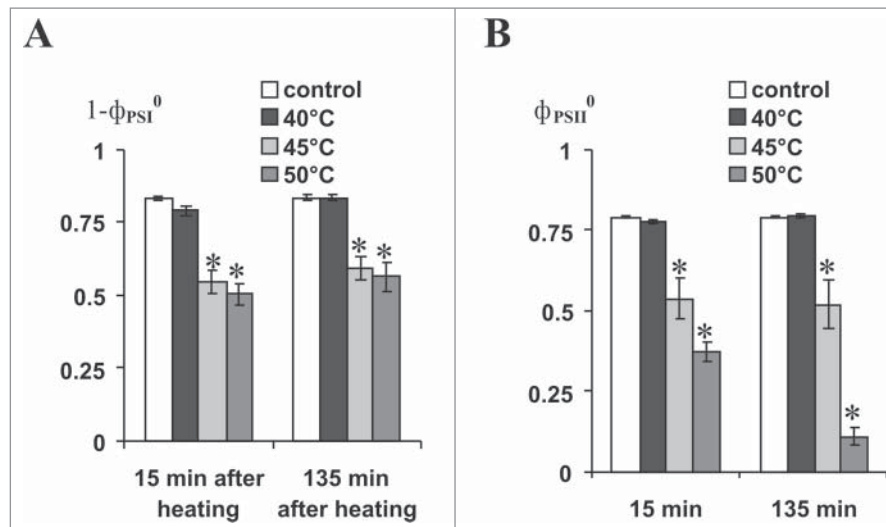 A
1-ϕPSI⁰
control
40°C
45°C
50°C
1
0.75
0.5
0.25
0
* * * *
15 min after
heating
135 min
after heating
B
ϕPSII⁰
control
40°C
45°C
50°C
1
0.75
0.5
0.25
0
* * * *
15 min
135 min